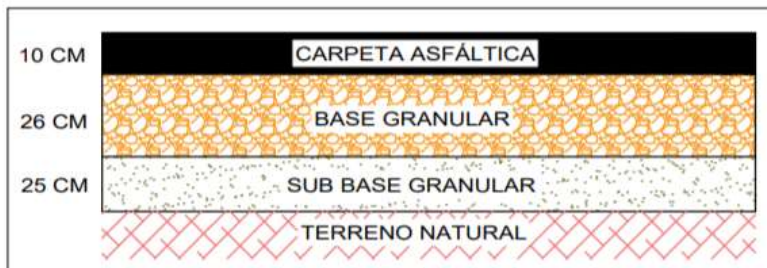 10 CM CARPETA ASFÁLTICA
26 CM BASE GRANULAR
25 CM SUB BASE GRANULAR
TERRENO NATURAL